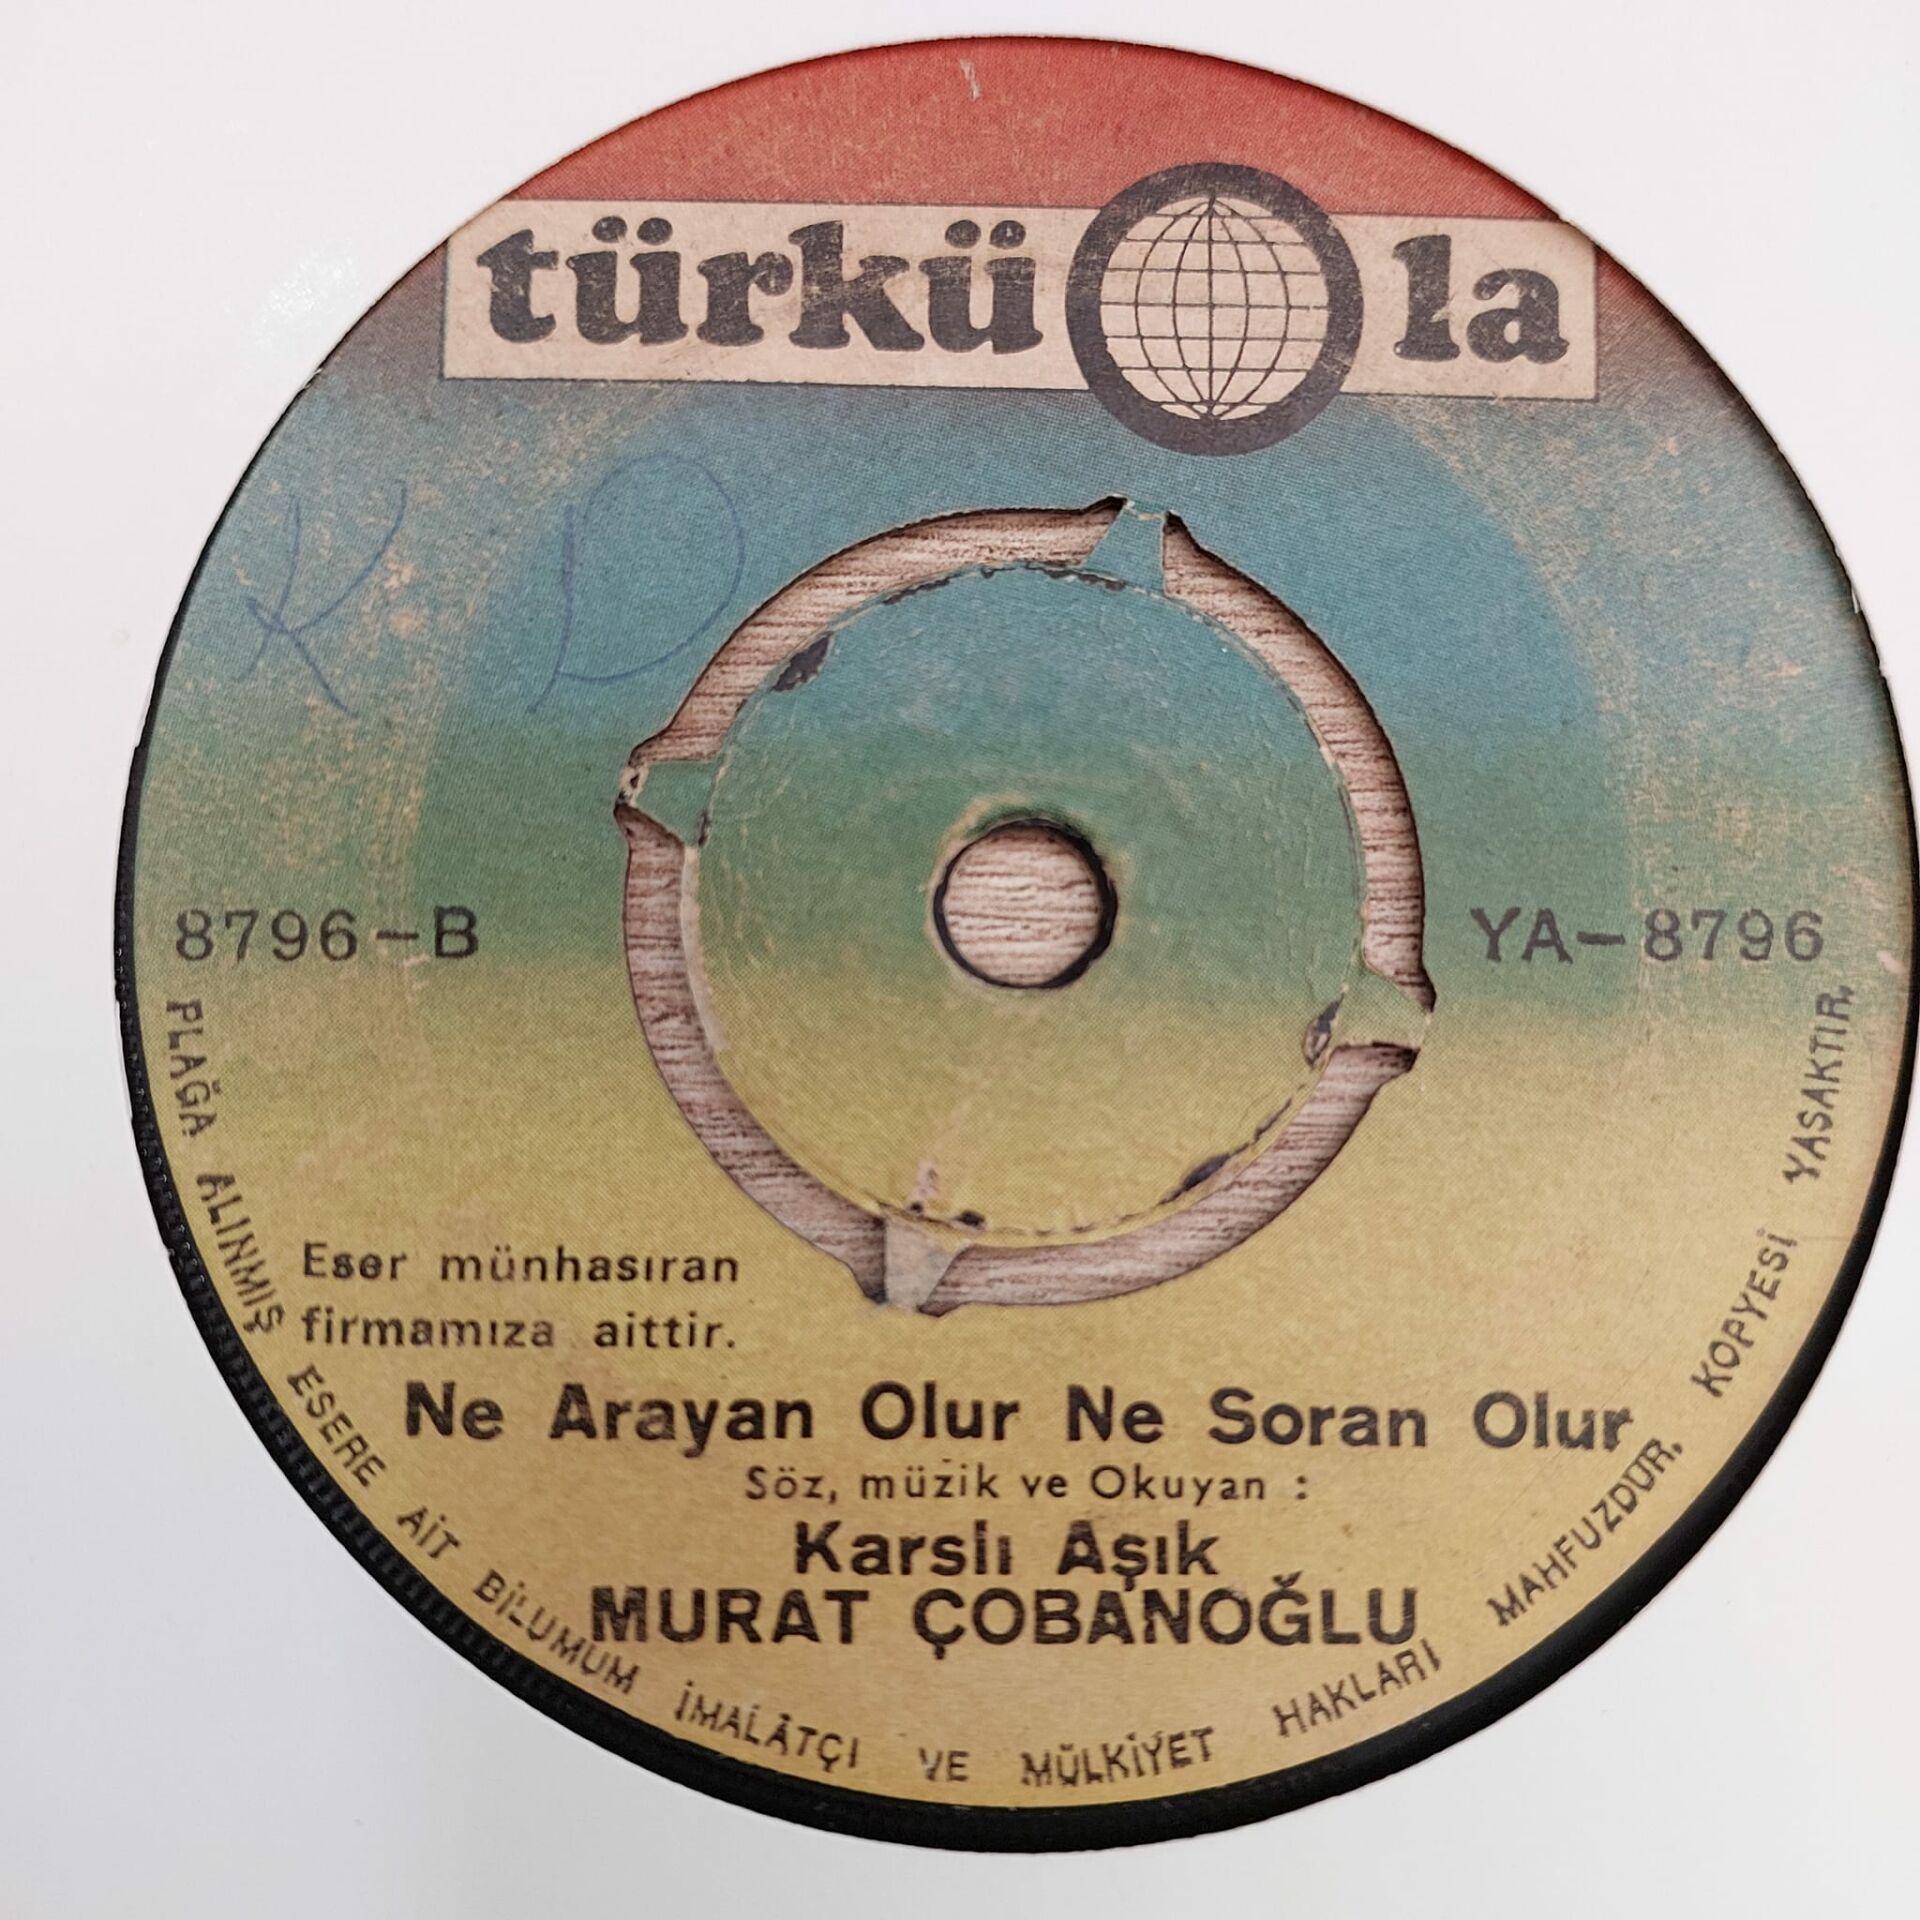 türkü la
K D
8796-B
YA-8796
Eser münhasıran
firmamıza aittir.
Ne Arayan Olur Ne Soran Olur
Söz, müzik ve Okuyan :
Karslı Aşık
MURAT ÇOBANOĞLU
PLAĞA ALINMIŞ ESERE AİT BİLUMUM İMALÂTÇI VE MÜLKİYET HAKLARI MAHFUZDUR. KOPYESİ YASAKTIR.